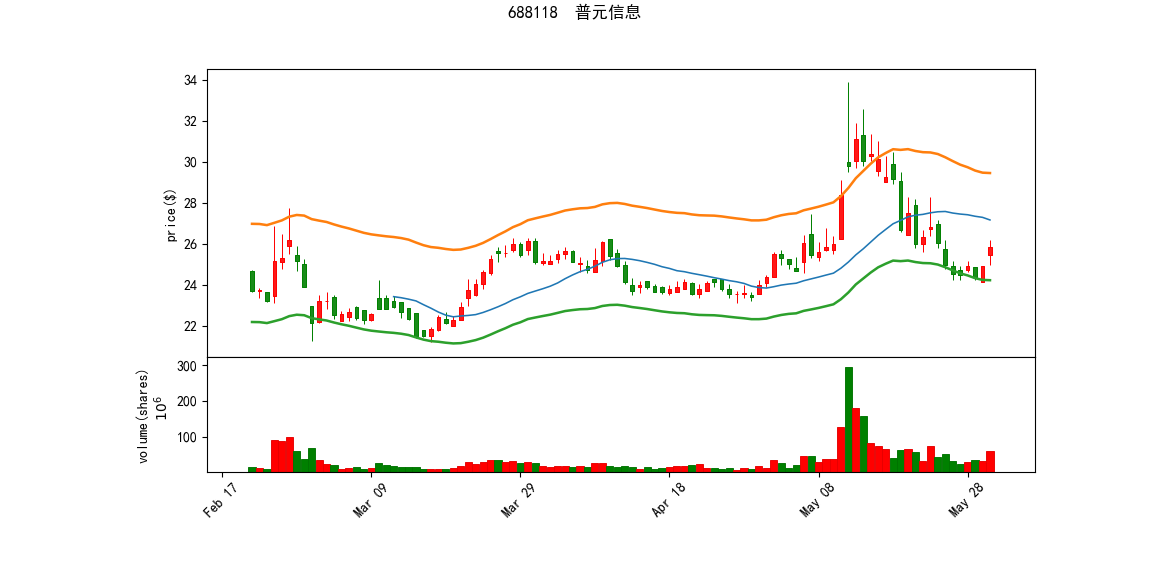 688118 普元信息
34
32
30
28
26
24
22
price($)
300
200
100
volume(shares)
10^6
Feb 17
Mar 09
Mar 29
Apr 18
May 08
May 28